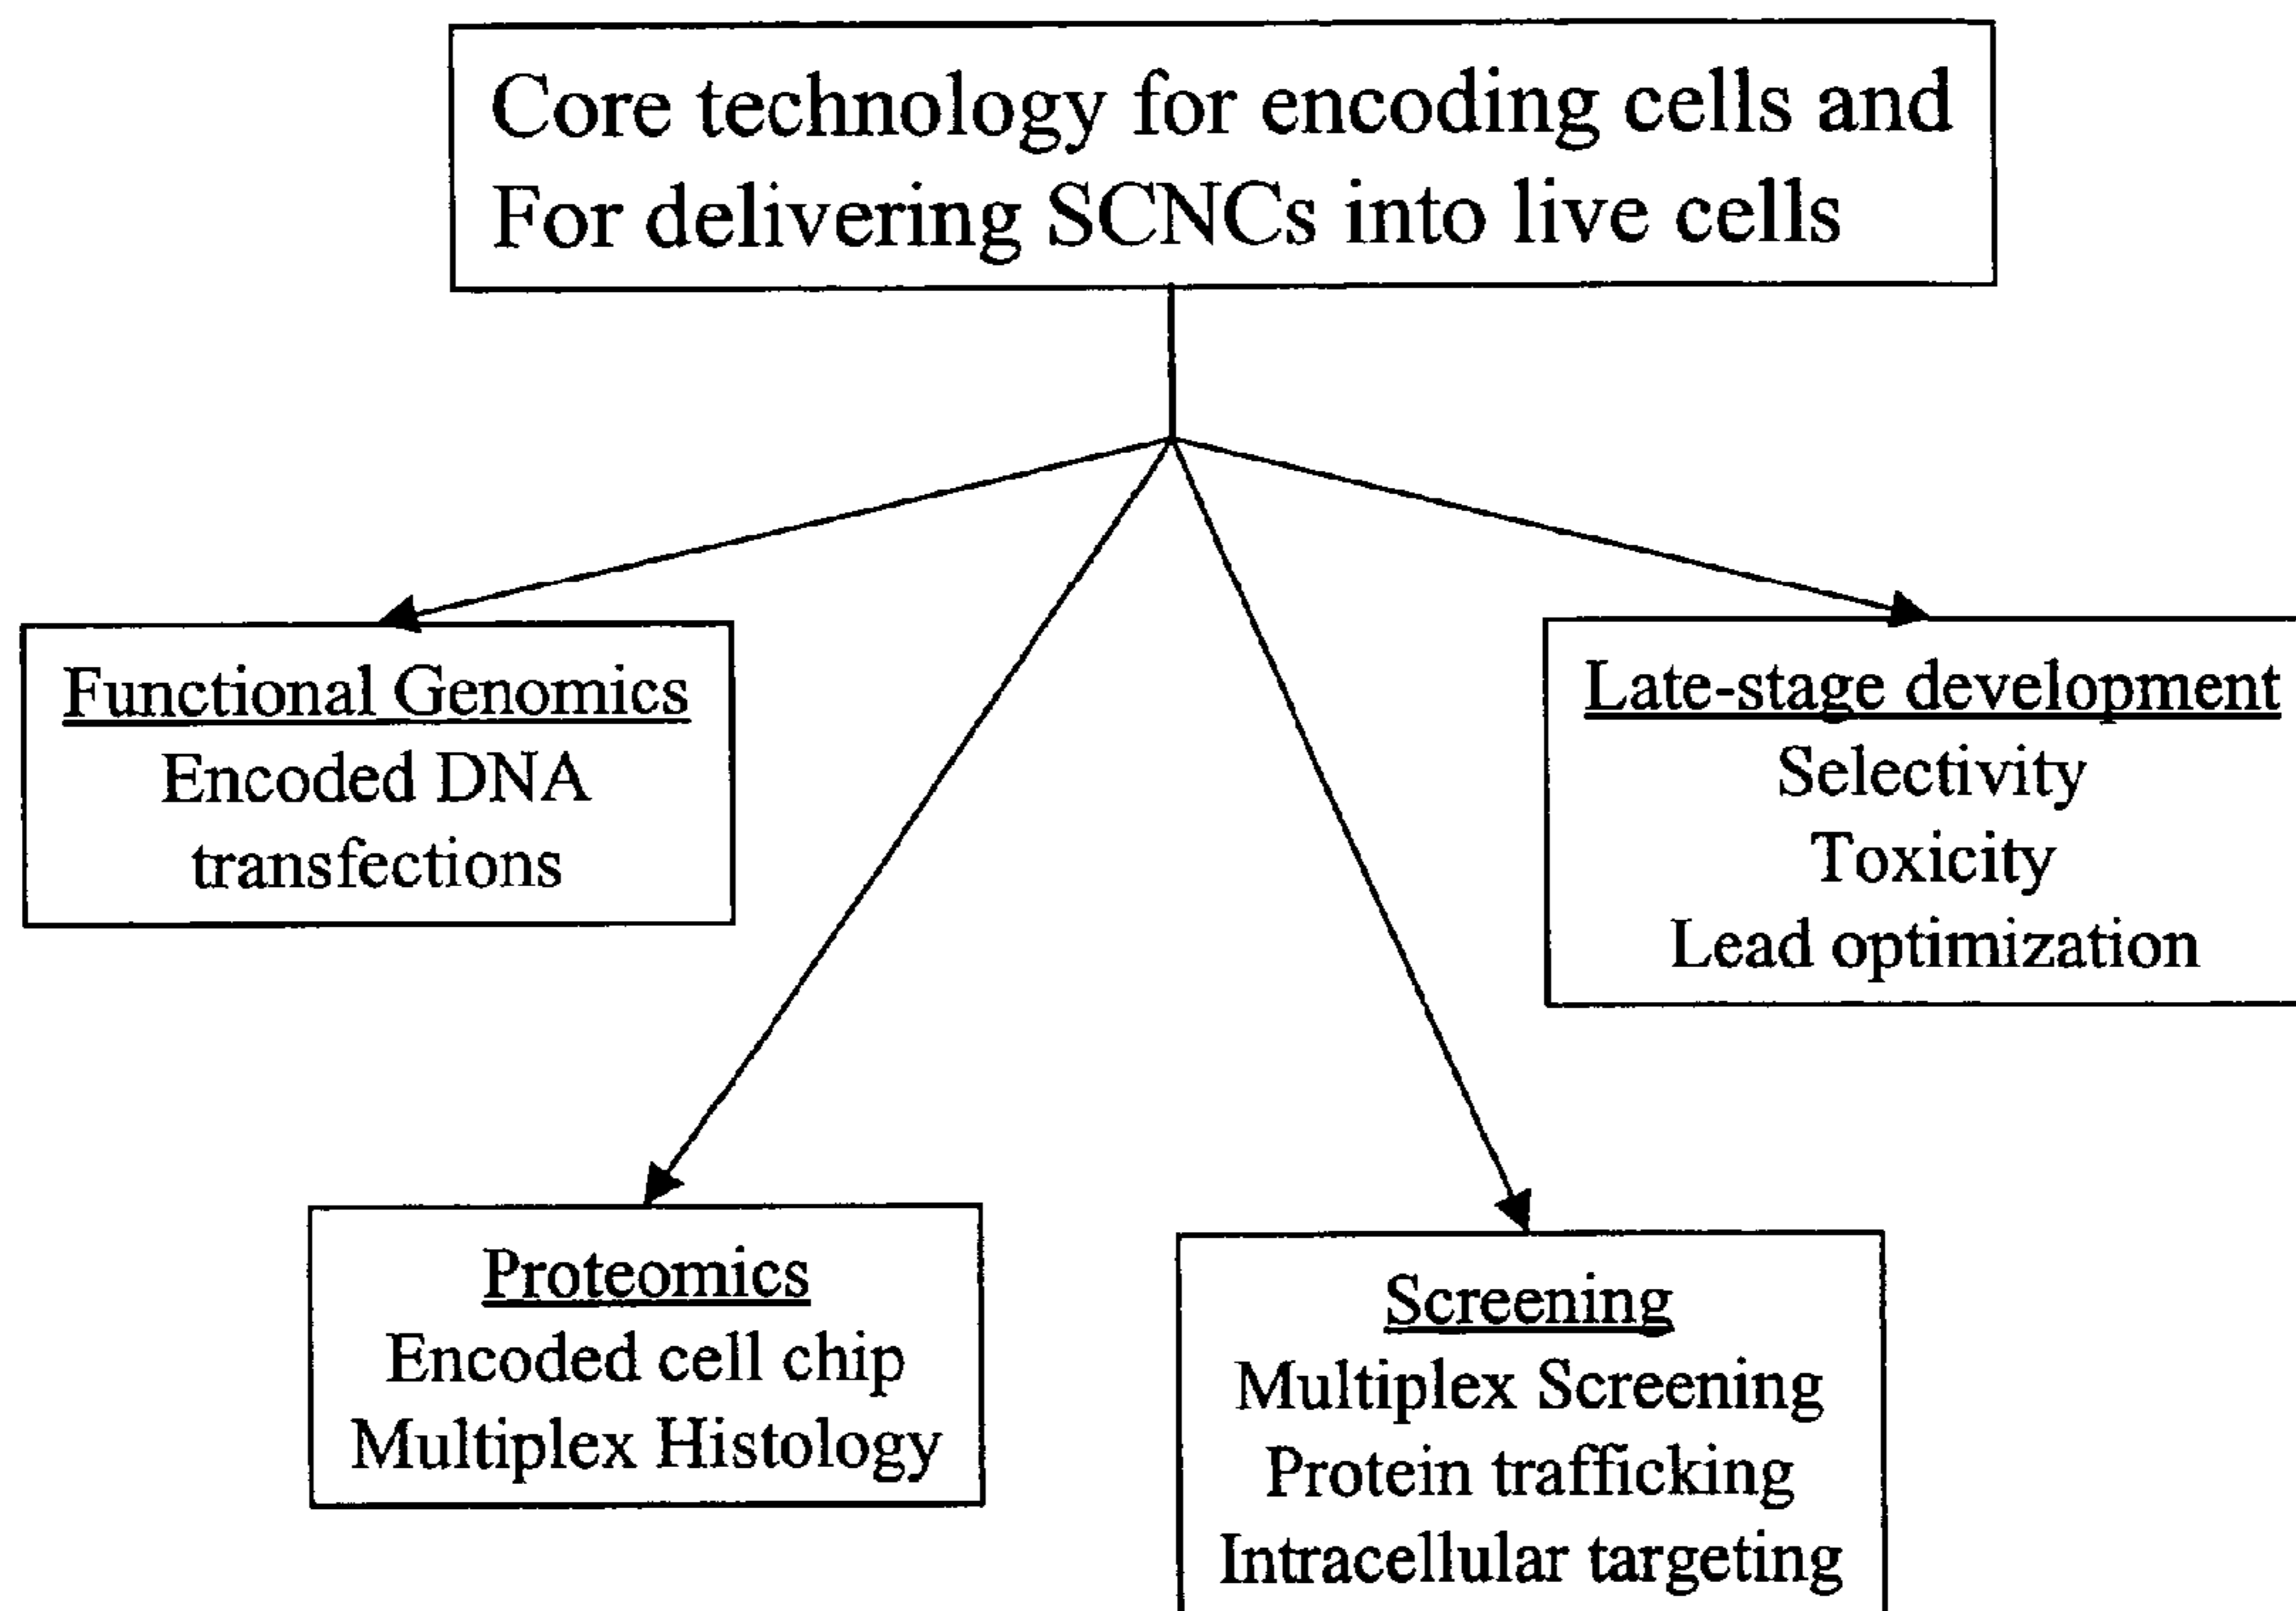 Core technology for encoding cells and
For delivering SCNCs into live cells
Functional Genomics
Encoded DNA
transfections
Late-stage development
Selectivity
Toxicity
Lead optimization
Proteomics
Encoded cell chip
Multiplex Histology
Screening
Multiplex Screening
Protein trafficking
Intracellular targeting